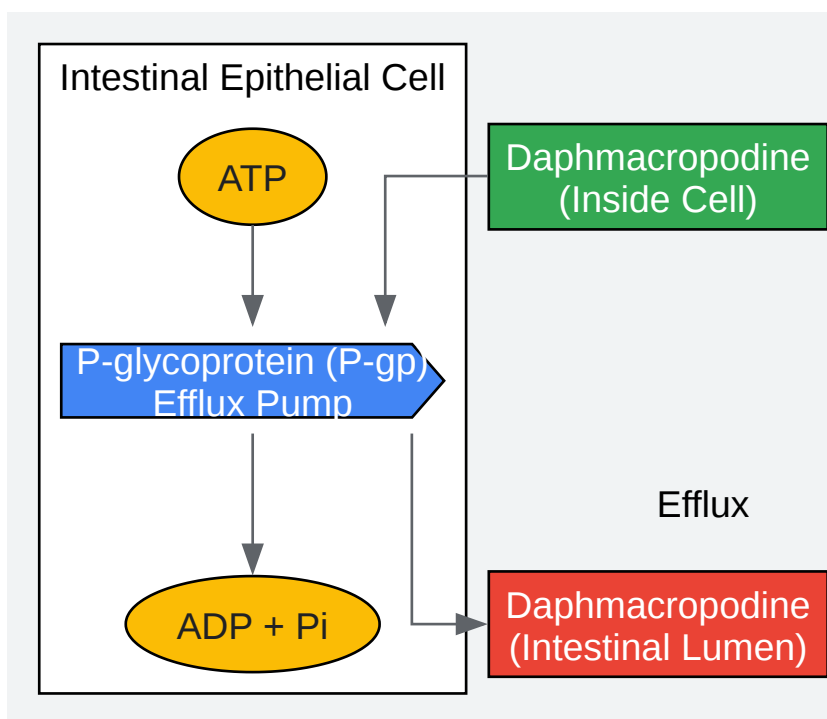 Intestinal Epithelial Cell
ATP
Daphmacropodine
(Inside Cell)
P-glycoprotein (P-gp)
Efflux Pump
Efflux
ADP + Pi
Daphmacropodine
(Intestinal Lumen)